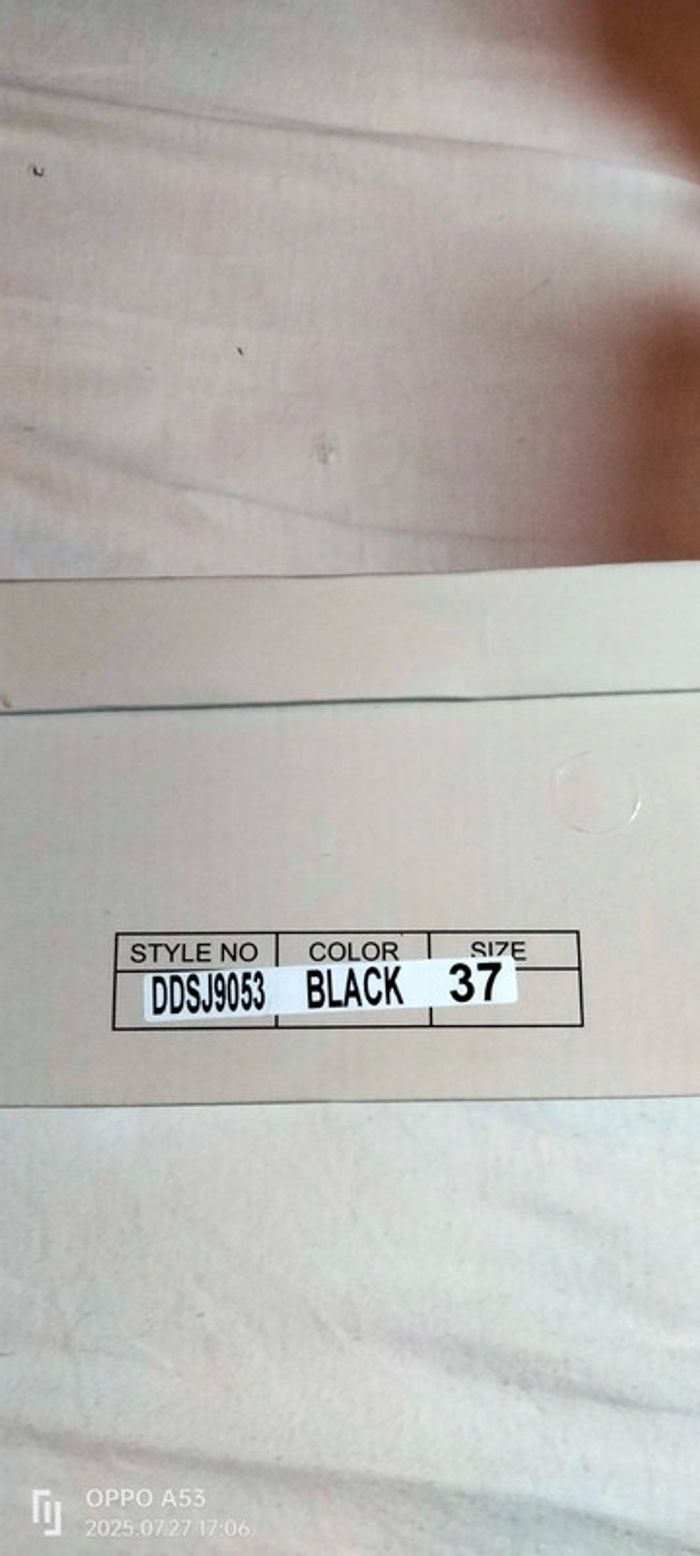 STYLE NO COLOR SIZE
DDSJ9053 BLACK 37
OPPO A53
2025.07.27 17:06